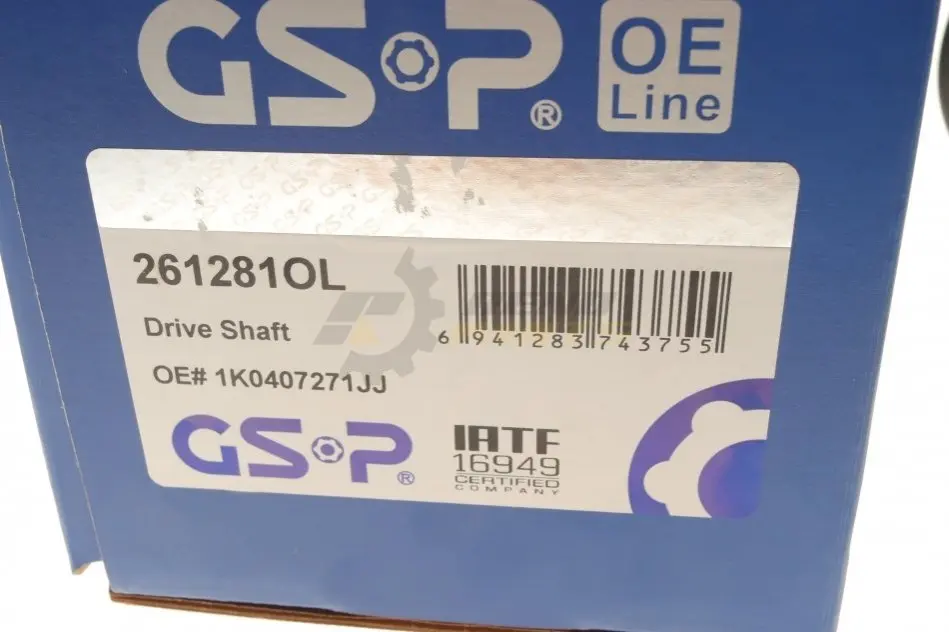 GS·P®
OE
Line
261281OL
Drive Shaft
OE# 1K0407271JJ
6 941283 743755
GS·P®
IATF
16949
CERTIFIED
COMPANY